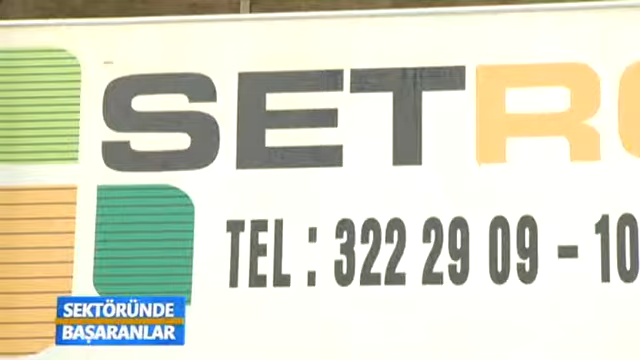 SETR
TEL : 322 29 09 - 10
SEKTÖRÜNDE
BAŞARANLAR